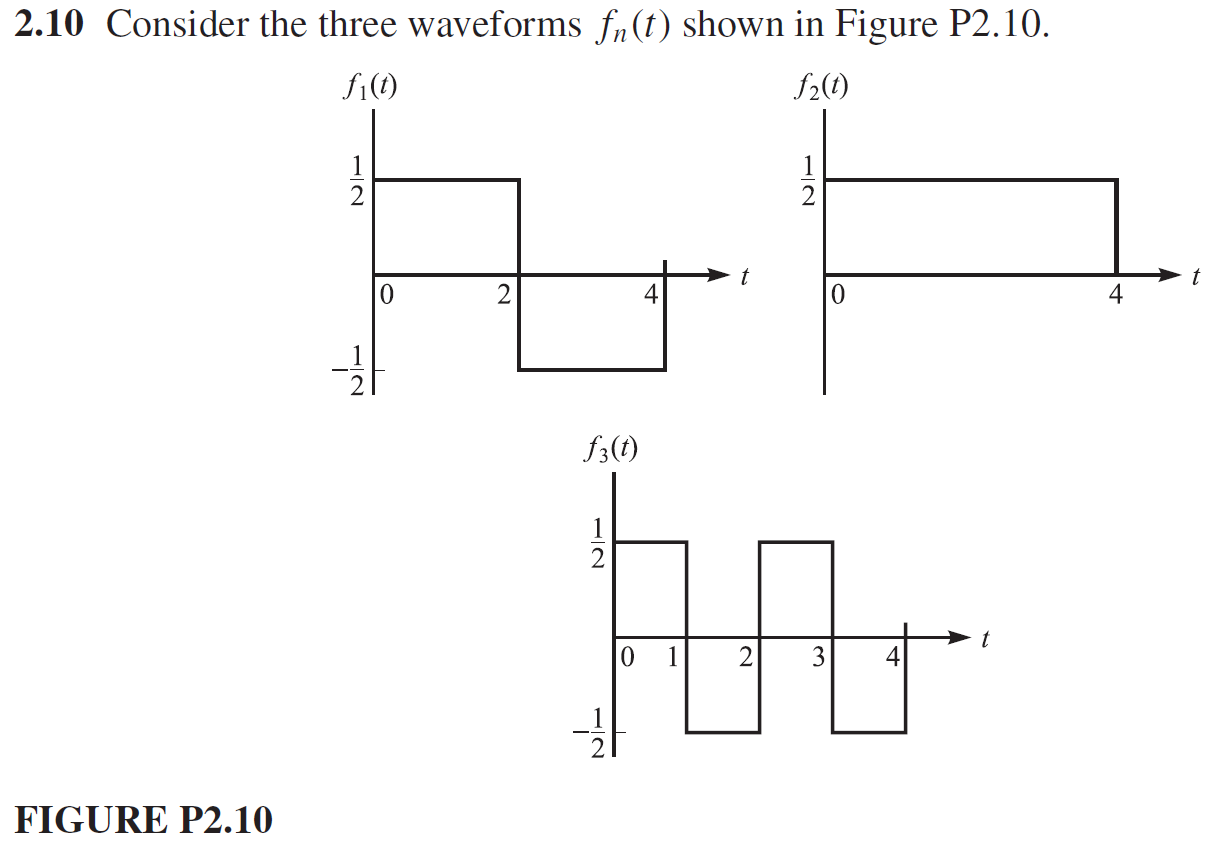 2.10 Consider the three waveforms fₙ(t) shown in Figure P2.10.
f₁(t)
f₂(t)
1/2
1/2
t
t
0 2 4
0 4
-1/2
f₃(t)
1/2
t
0 1 2 3 4
-1/2
FIGURE P2.10